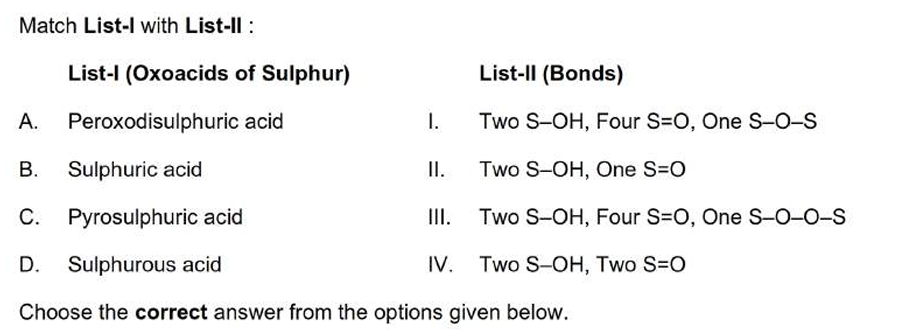 Match List-I with List-II :
List-I (Oxoacids of Sulphur) List-II (Bonds)
A. Peroxodisulphuric acid I. Two S–OH, Four S=O, One S–O–S
B. Sulphuric acid II. Two S–OH, One S=O
C. Pyrosulphuric acid III. Two S–OH, Four S=O, One S–O–O–S
D. Sulphurous acid IV. Two S–OH, Two S=O
Choose the correct answer from the options given below.